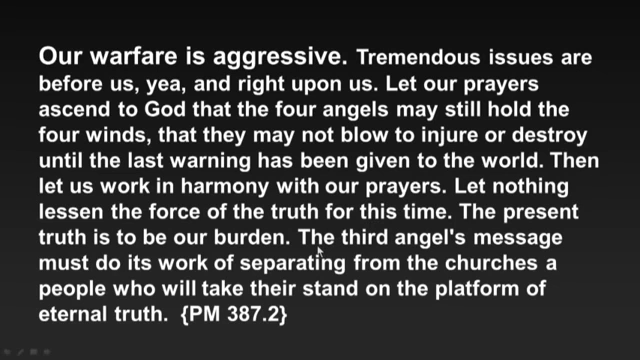 Our warfare is aggressive. Tremendous issues are
before us, yea, and right upon us. Let our prayers
ascend to God that the four angels may still hold the
four winds, that they may not blow to injure or destroy
until the last warning has been given to the world. Then
let us work in harmony with our prayers. Let nothing
lessen the force of the truth for this time. The present
truth is to be our burden. The third angel's message
must do its work of separating from the churches a
people who will take their stand on the platform of
eternal truth.  {PM 387.2}